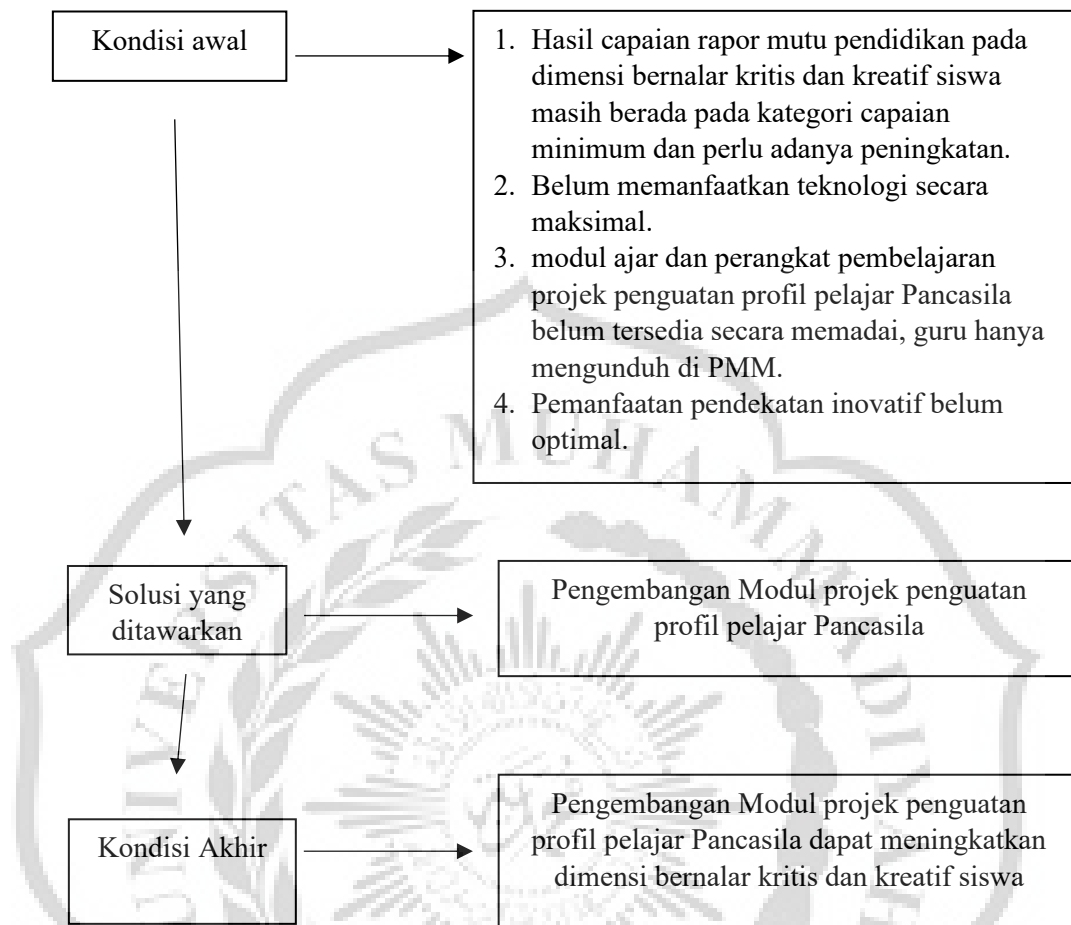 Kondisi awal
1. Hasil capaian rapor mutu pendidikan pada
dimensi bernalar kritis dan kreatif siswa
masih berada pada kategori capaian
minimum dan perlu adanya peningkatan.
2. Belum memanfaatkan teknologi secara
maksimal.
3. modul ajar dan perangkat pembelajaran
projek penguatan profil pelajar Pancasila
belum tersedia secara memadai, guru hanya
mengunduh di PMM.
4. Pemanfaatan pendekatan inovatif belum
optimal.
Solusi yang
ditawarkan
Pengembangan Modul projek penguatan
profil pelajar Pancasila
Kondisi Akhir
Pengembangan Modul projek penguatan
profil pelajar Pancasila dapat meningkatkan
dimensi bernalar kritis dan kreatif siswa
UNIVERSITAS MUHAMMADIYAH